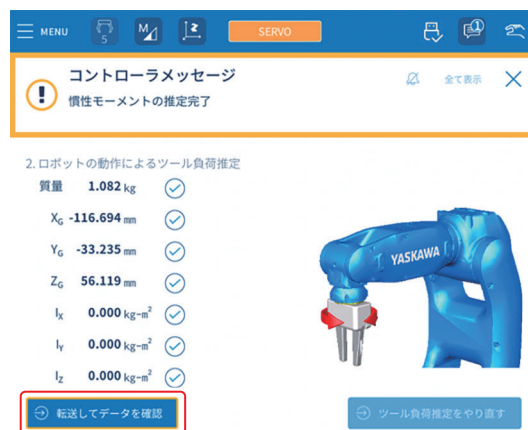 MENU
5
M
SERVO
1
コントローラメッセージ
全て表示
慣性モーメントの推定完了
2. ロボットの動作によるツール負荷推定
質量 1.082 kg
XG -116.694 mm
YG -33.235 mm
ZG 56.119 mm
IX 0.000 kg-m²
IY 0.000 kg-m²
IZ 0.000 kg-m²
YASKAWA
転送してデータを確認
ツール負荷推定をやり直す